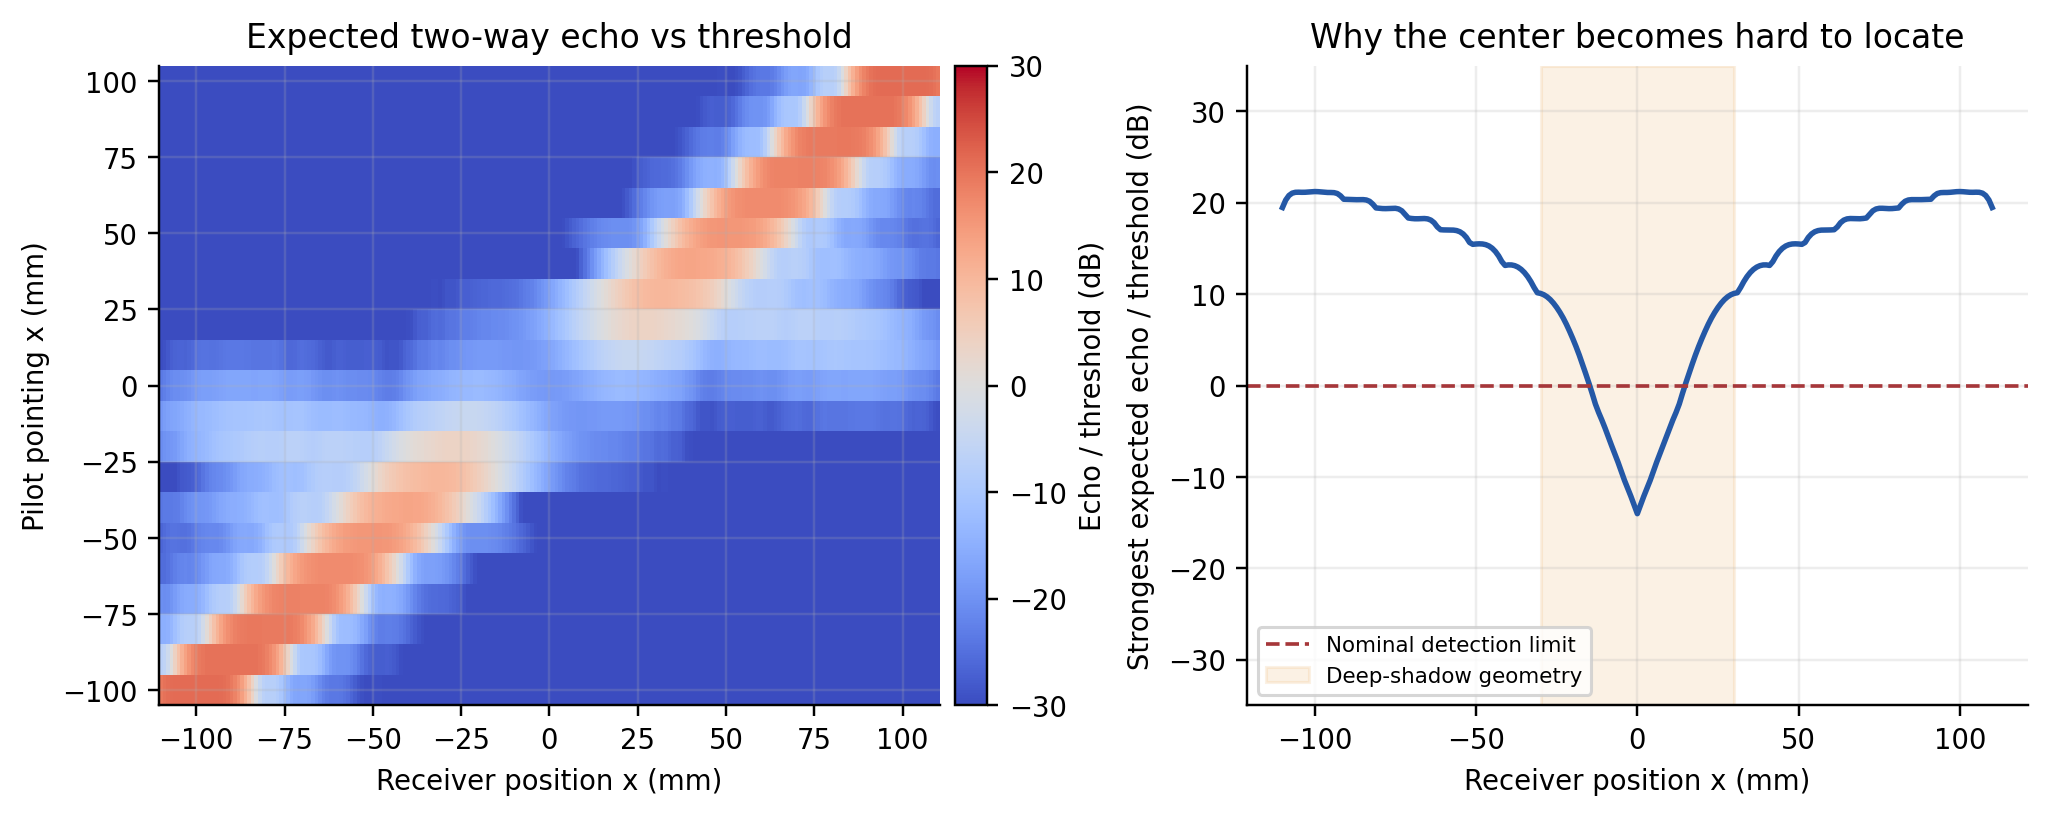 Expected two-way echo vs threshold
100
75
50
25
0
−25
−50
−75
−100
Pilot pointing x (mm)
−100 −75 −50 −25 0 25 50 75 100
Receiver position x (mm)
30
20
10
0
−10
−20
−30
Echo / threshold (dB)
Why the center becomes hard to locate
30
20
10
0
−10
−20
−30
Strongest expected echo / threshold (dB)
Nominal detection limit
Deep-shadow geometry
−100 −50 0 50 100
Receiver position x (mm)